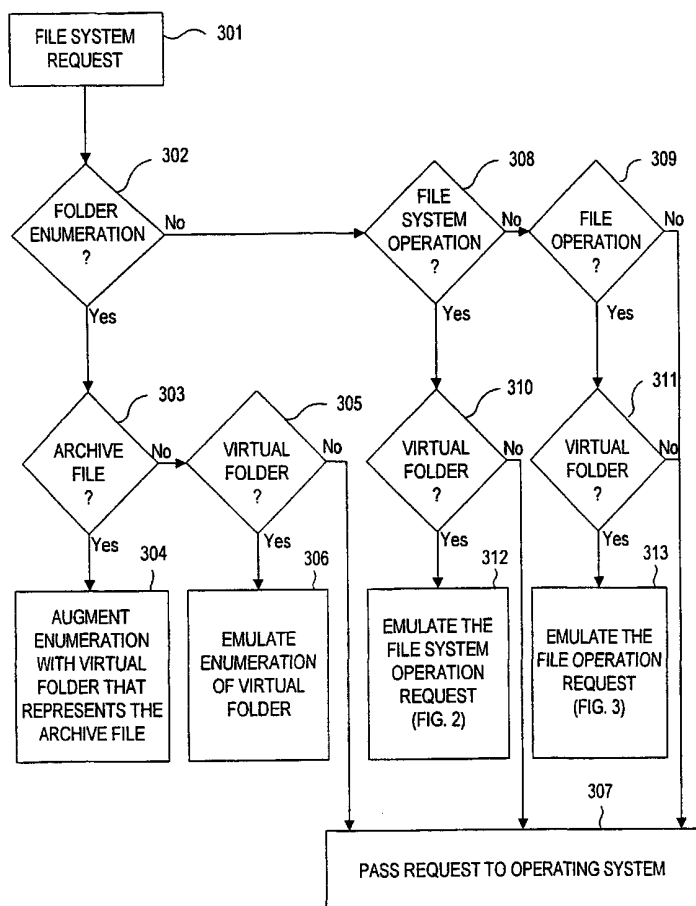 FILE SYSTEM
REQUEST
301
302
FOLDER
ENUMERATION
?
No
Yes
308
FILE
SYSTEM
OPERATION
?
No
Yes
309
FILE
OPERATION
?
No
Yes
303
ARCHIVE
FILE
?
No
Yes
305
VIRTUAL
FOLDER
?
No
Yes
310
VIRTUAL
FOLDER
?
No
Yes
311
VIRTUAL
FOLDER
?
No
Yes
304
AUGMENT
ENUMERATION
WITH VIRTUAL
FOLDER THAT
REPRESENTS THE
ARCHIVE FILE
306
EMULATE
ENUMERATION
OF VIRTUAL
FOLDER
312
EMULATE THE
FILE SYSTEM
OPERATION
REQUEST
(FIG. 2)
313
EMULATE THE
FILE OPERATION
REQUEST
(FIG. 3)
307
PASS REQUEST TO OPERATING SYSTEM